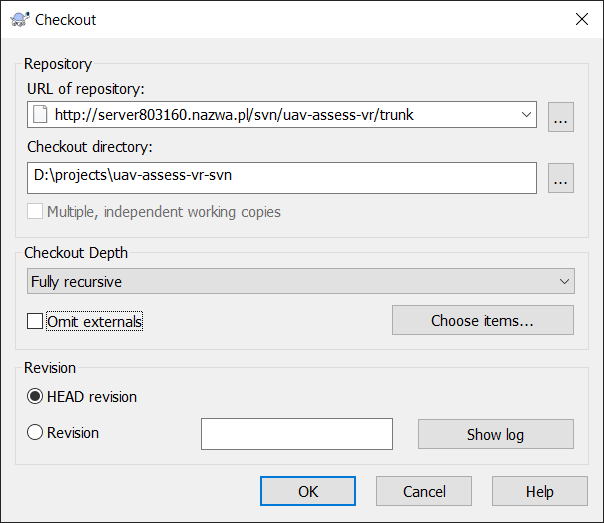 Checkout
Repository
URL of repository:
http://server803160.nazwa.pl/svn/uav-assess-vr/trunk
...
Checkout directory:
D:\projects\uav-assess-vr-svn
...
Multiple, independent working copies
Checkout Depth
Fully recursive
Omit externals
Choose items...
Revision
HEAD revision
Revision
Show log
OK
Cancel
Help